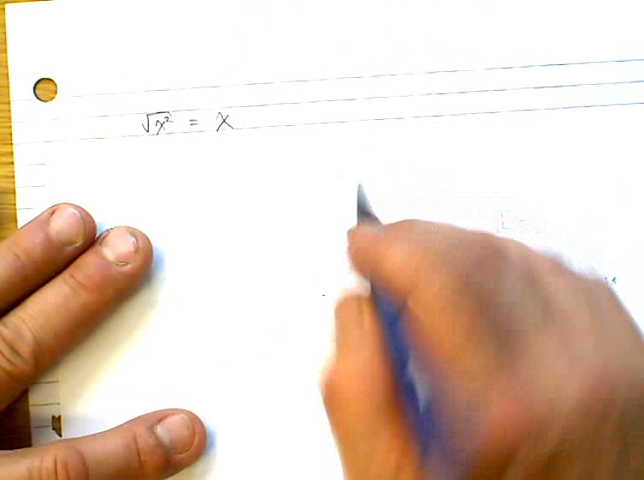 √x² = x